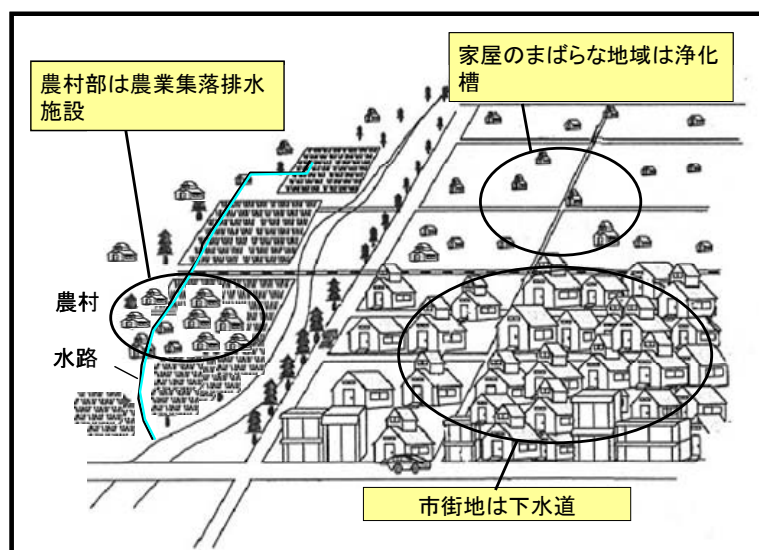 農村部は農業集落排水
施設
家屋のまばらな地域は浄化
槽
農村
水路
市街地は下水道